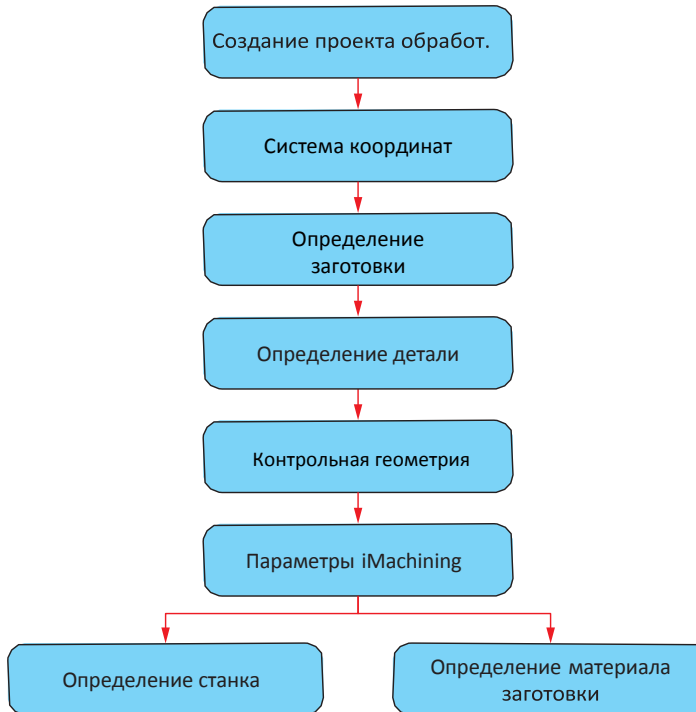 Создание проекта обработ.
Система координат
Определение
заготовки
Определение детали
Контрольная геометрия
Параметры iMachining
Определение станка
Определение материала
заготовки